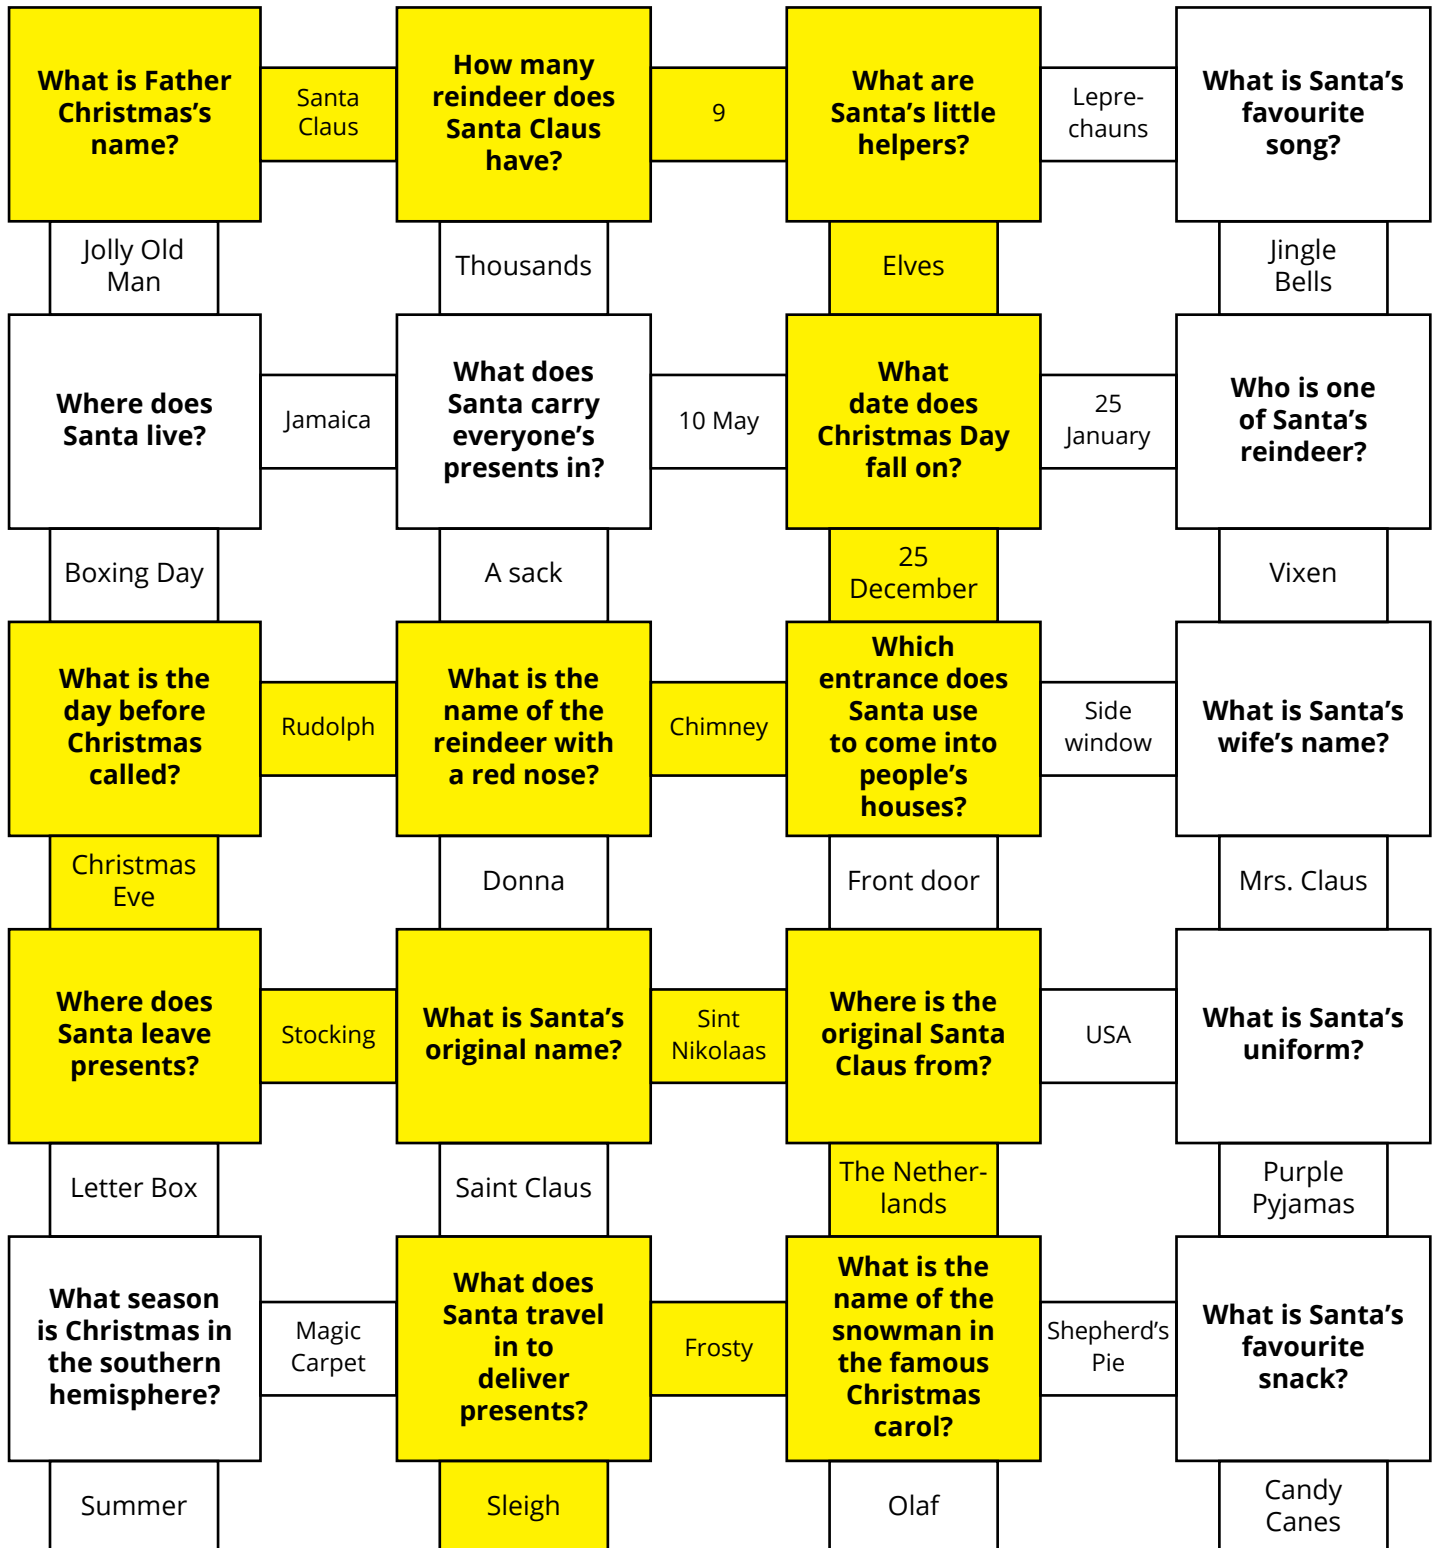 What is Father
Christmas's
name?
Santa
Claus
How many
reindeer does
Santa Claus
have?
9
What are
Santa's little
helpers?
Lepre-
chauns
What is Santa's
favourite
song?
Jolly Old
Man
Thousands
Elves
Jingle
Bells
Where does
Santa live?
Jamaica
What does
Santa carry
everyone's
presents in?
10 May
What
date does
Christmas Day
fall on?
25
January
Who is one
of Santa's
reindeer?
Boxing Day
A sack
25
December
Vixen
What is the
day before
Christmas
called?
Rudolph
What is the
name of the
reindeer with
a red nose?
Chimney
Which
entrance does
Santa use
to come into
people's
houses?
Side
window
What is Santa's
wife's name?
Christmas
Eve
Donna
Front door
Mrs. Claus
Where does
Santa leave
presents?
Stocking
What is Santa's
original name?
Sint
Nikolaas
Where is the
original Santa
Claus from?
USA
What is Santa's
uniform?
Letter Box
Saint Claus
The Nether-
lands
Purple
Pyjamas
What season
is Christmas in
the southern
hemisphere?
Magic
Carpet
What does
Santa travel
in to
deliver
presents?
Frosty
What is the
name of the
snowman in
the famous
Christmas
carol?
Shepherd's
Pie
What is Santa's
favourite
snack?
Summer
Sleigh
Olaf
Candy
Canes